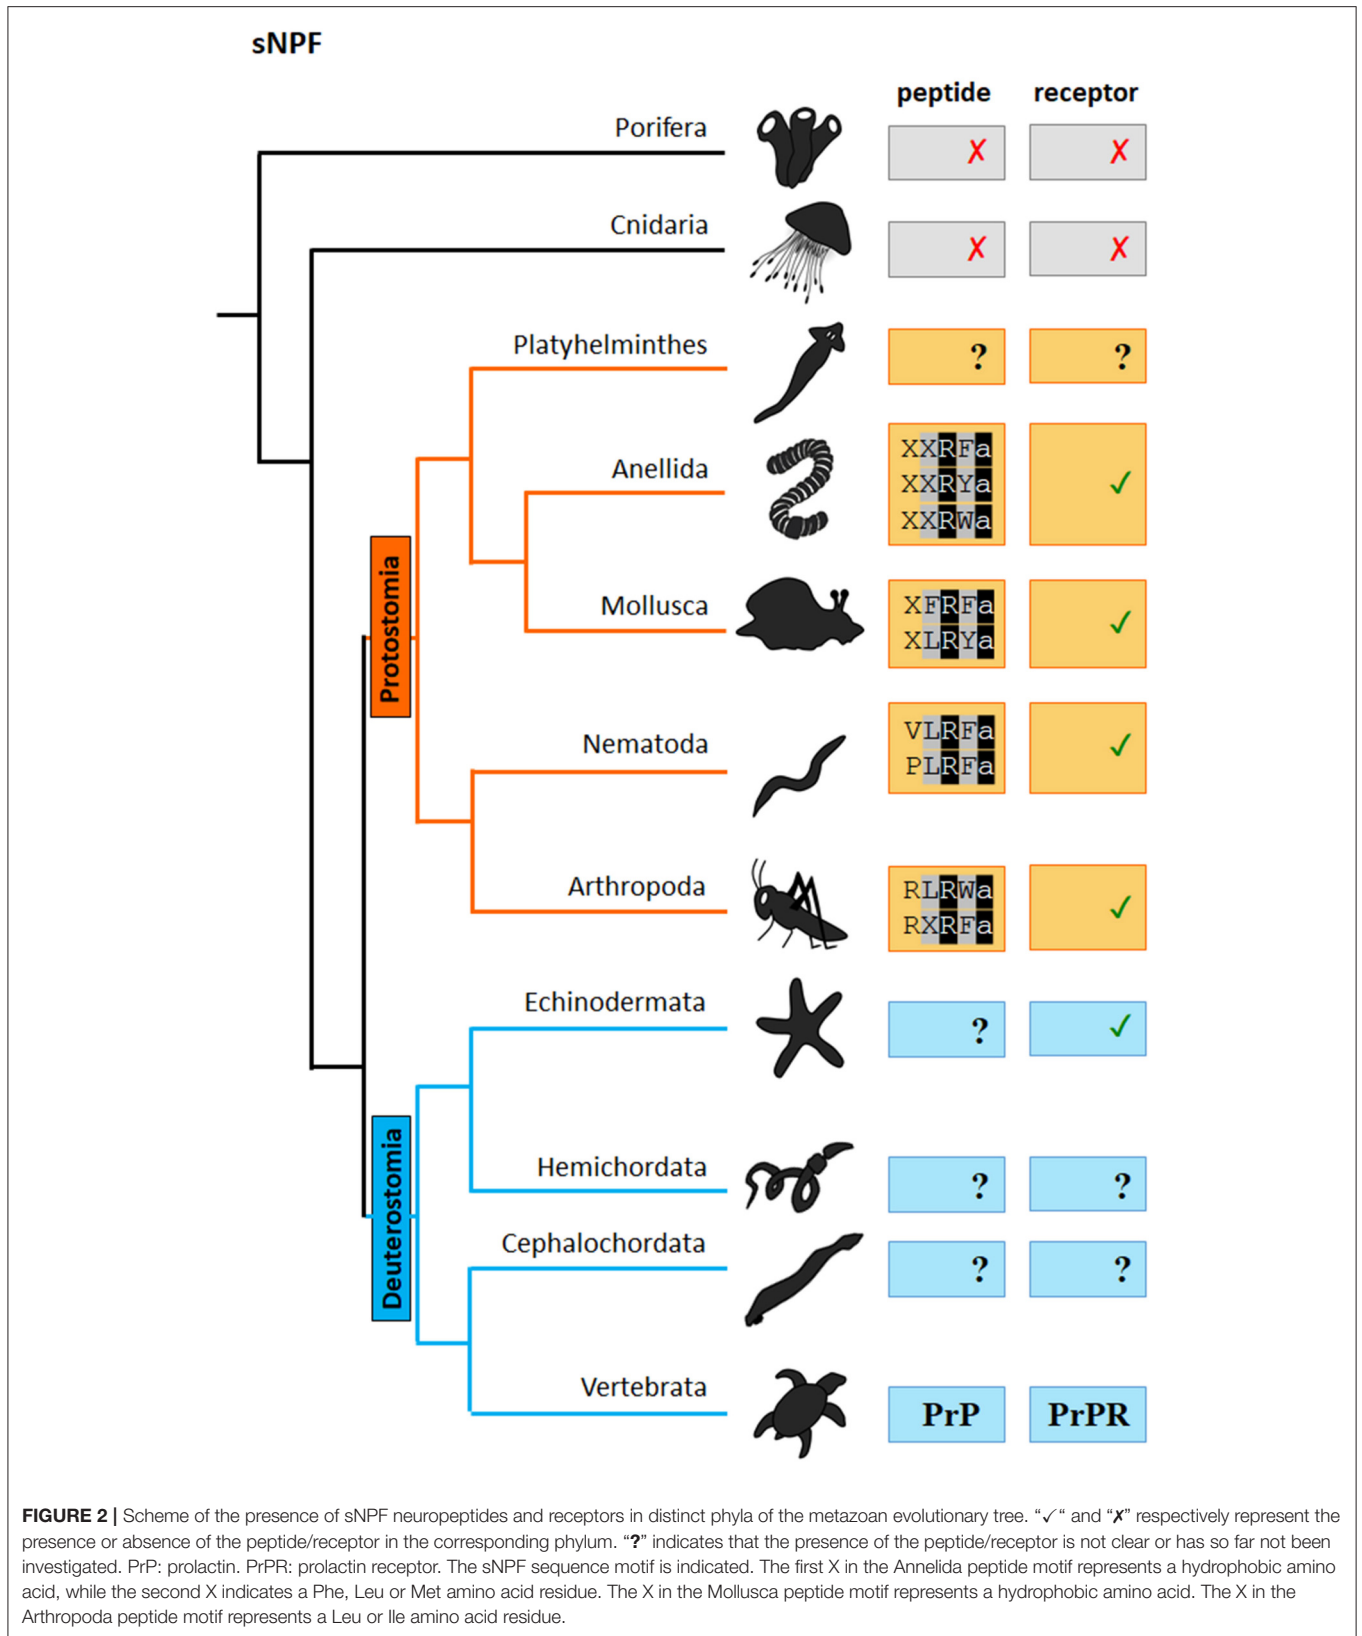 sNPF
peptide receptor
Porifera ✗ ✗
Cnidaria ✗ ✗
Platyhelminthes ? ?
Anellida
XXRFa
XXRYa
XXRWa
✓
Protostomia
Mollusca
XFRFa
XLRYa
✓
Nematoda
VLRFa
PLRFa
✓
Arthropoda
RLRWa
RXRFa
✓
Echinodermata ? ✓
Deuterostomia
Hemichordata ? ?
Cephalochordata ? ?
Vertebrata PrP PrPR
FIGURE 2 | Scheme of the presence of sNPF neuropeptides and receptors in distinct phyla of the metazoan evolutionary tree. “✓“ and “✗” respectively represent the
presence or absence of the peptide/receptor in the corresponding phylum. “?” indicates that the presence of the peptide/receptor is not clear or has so far not been
investigated. PrP: prolactin. PrPR: prolactin receptor. The sNPF sequence motif is indicated. The first X in the Annelida peptide motif represents a hydrophobic amino
acid, while the second X indicates a Phe, Leu or Met amino acid residue. The X in the Mollusca peptide motif represents a hydrophobic amino acid. The X in the
Arthropoda peptide motif represents a Leu or Ile amino acid residue.